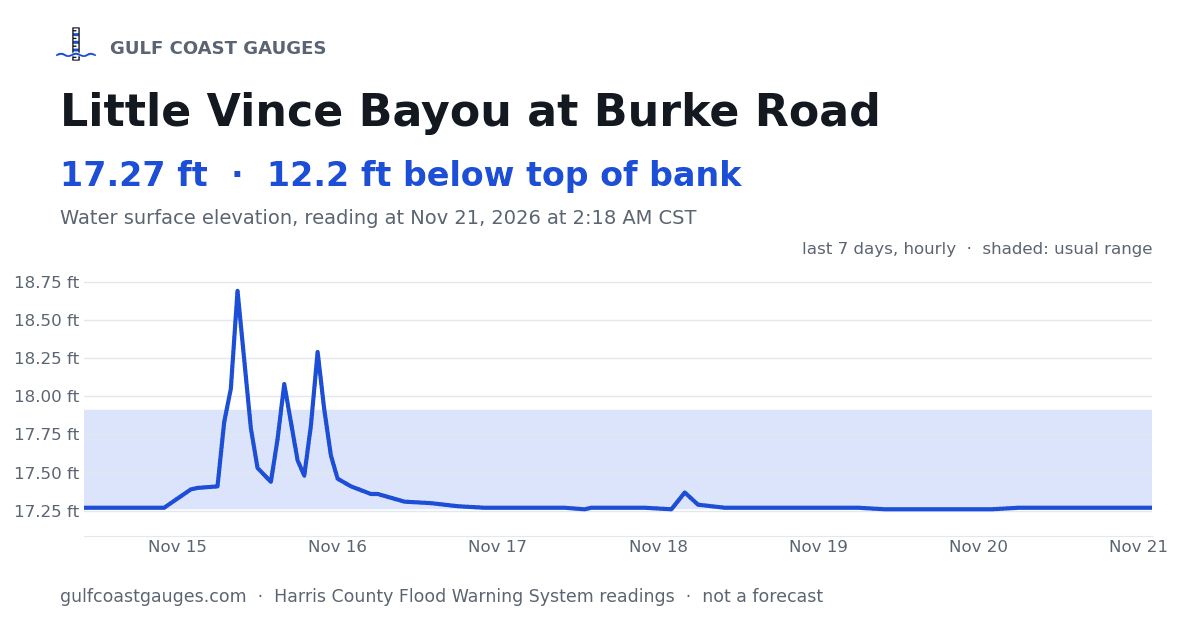 GULF COAST GAUGES
Little Vince Bayou at Burke Road
17.27 ft · 12.2 ft below top of bank
Water surface elevation, reading at Nov 21, 2026 at 2:18 AM CST
last 7 days, hourly · shaded: usual range
18.75 ft
18.50 ft
18.25 ft
18.00 ft
17.75 ft
17.50 ft
17.25 ft
Nov 15 Nov 16 Nov 17 Nov 18 Nov 19 Nov 20 Nov 21
gulfcoastgauges.com · Harris County Flood Warning System readings · not a forecast